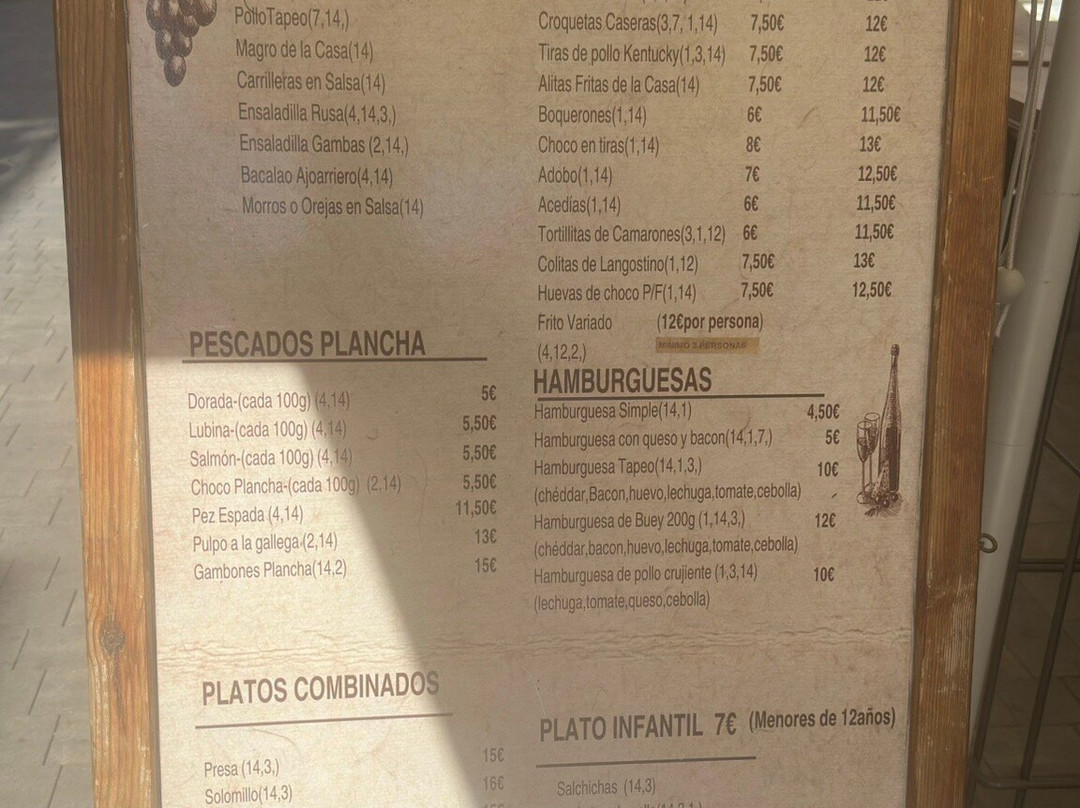 PolloTapeo(7,14,)
Magro de la Casa(14)
Carrilleras en Salsa(14)
Ensaladilla Rusa(4,14,3,)
Ensaladilla Gambas (2,14,)
Bacalao Ajoarriero(4,14)
Morros o Orejas en Salsa(14)
12€
Croquetas Caseras(3,7, 1,14) 7,50€ 12€
Tiras de pollo Kentucky(1,3,14) 7,50€ 12€
Alitas Fritas de la Casa(14) 7,50€ 12€
Boquerones(1,14) 6€ 11,50€
Choco en tiras(1,14) 8€ 13€
Adobo(1,14) 7€ 12,50€
Acedías(1,14) 6€ 11,50€
Tortillitas de Camarones(3,1,12) 6€ 11,50€
Colitas de Langostino(1,12) 7,50€ 13€
Huevas de choco P/F(1,14) 7,50€ 12,50€
Frito Variado (12€por persona)
(4,12,2,) MINIMO 2 PERSONAS
PESCADOS PLANCHA
Dorada-(cada 100g) (4,14) 5€
Lubina-(cada 100g) (4,14) 5,50€
Salmón-(cada 100g) (4,14) 5,50€
Choco Plancha-(cada 100g) (2,14) 5,50€
Pez Espada (4,14) 11,50€
Pulpo a la gallega (2,14) 13€
Gambones Plancha(14,2) 15€
HAMBURGUESAS
Hamburguesa Simple(14,1) 4,50€
Hamburguesa con queso y bacon(14,1,7,) 5€
Hamburguesa Tapeo(14,1,3,) 10€
(chéddar,Bacon,huevo,lechuga,tomate,cebolla)
Hamburguesa de Buey 200g (1,14,3,) 12€
(chéddar,bacon,huevo,lechuga,tomate,cebolla)
Hamburguesa de pollo crujiente (1,3,14) 10€
(lechuga,tomate,queso,cebolla)
PLATOS COMBINADOS
Presa (14,3,) 15€
Solomillo(14,3) 16€
PLATO INFANTIL 7€ (Menores de 12años)
Salchichas (14,3)